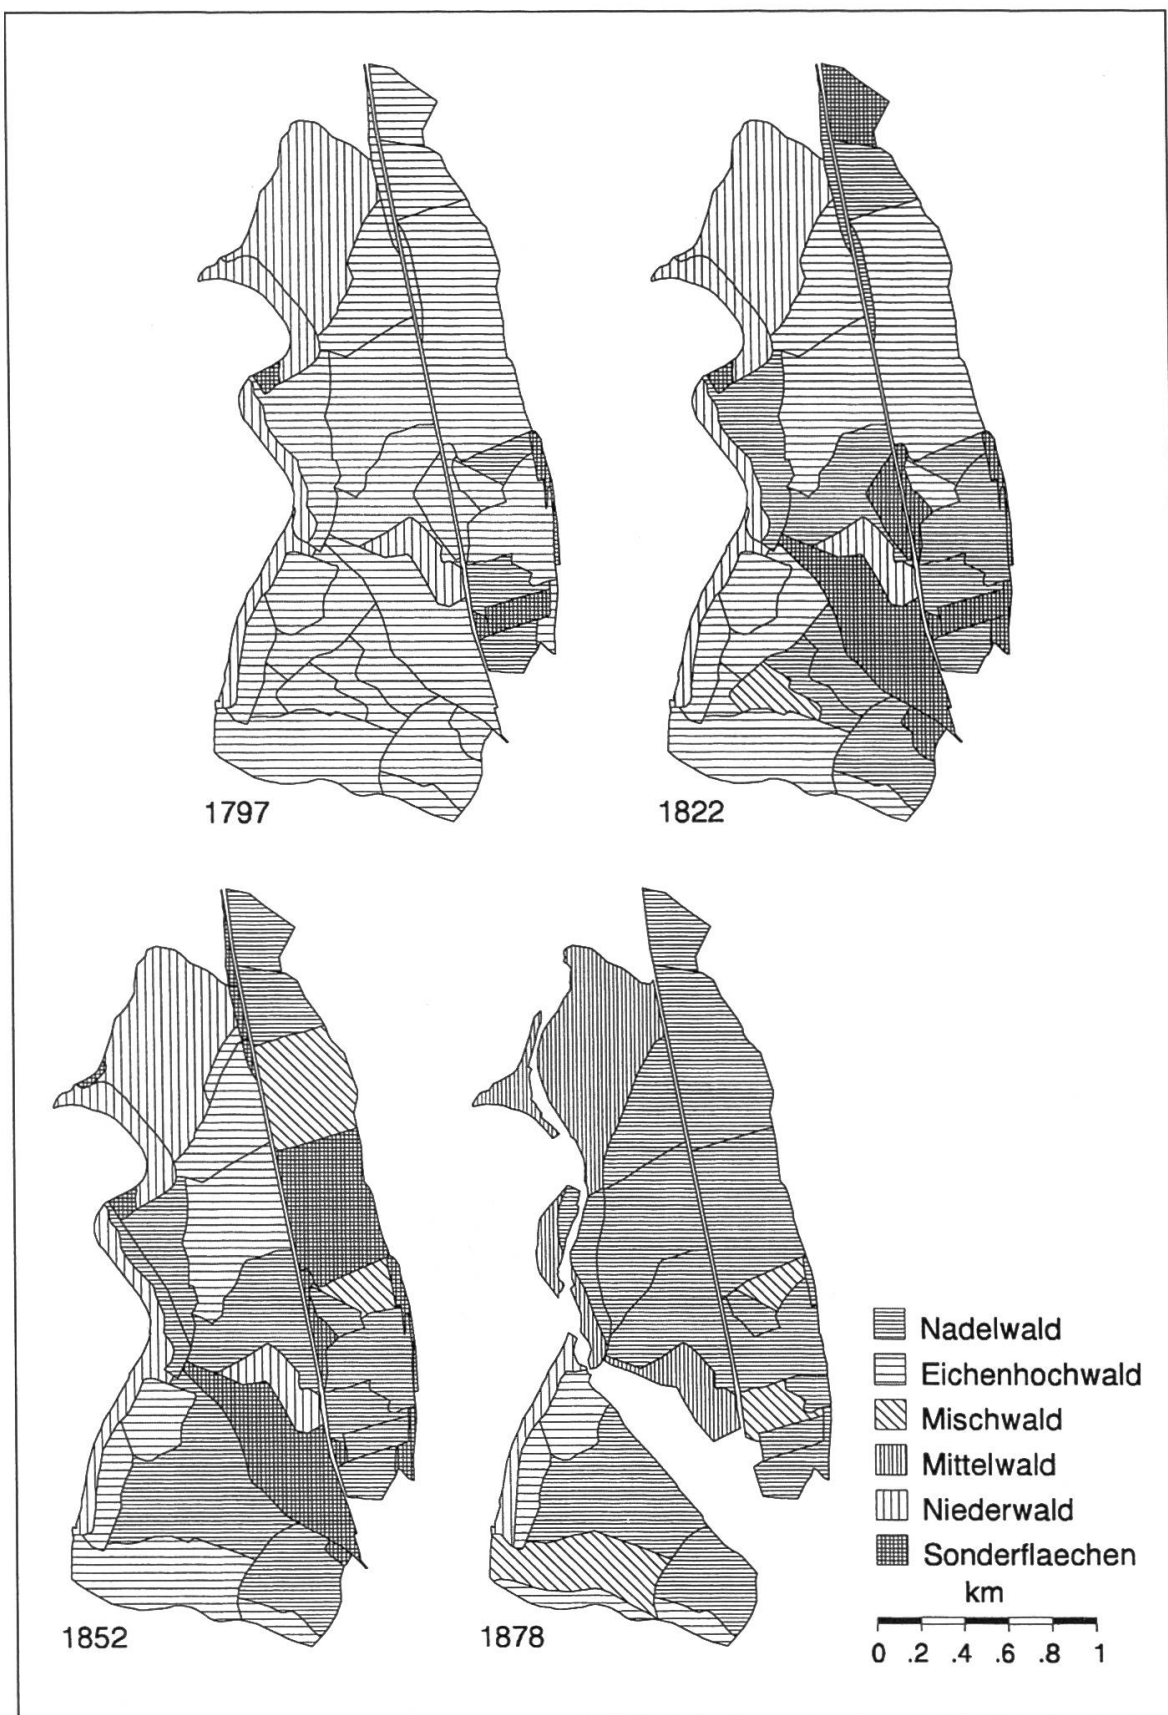 1797
1822
1852
1878
Nadelwald
Eichenhochwald
Mischwald
Mittelwald
Niederwald
Sonderflaechen
km
0 .2 .4 .6 .8 1